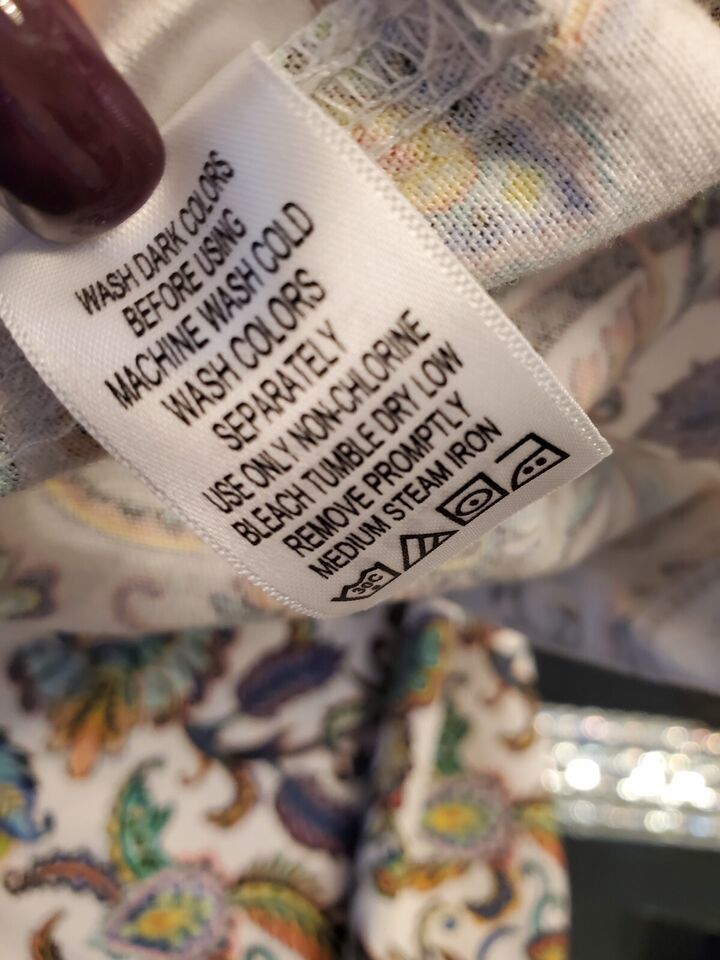 WASH DARK COLORS
BEFORE USING
MACHINE WASH COLD
WASH COLORS
SEPARATELY
USE ONLY NON-CHLORINE
BLEACH TUMBLE DRY LOW
REMOVE PROMPTLY
MEDIUM STEAM IRON
30C